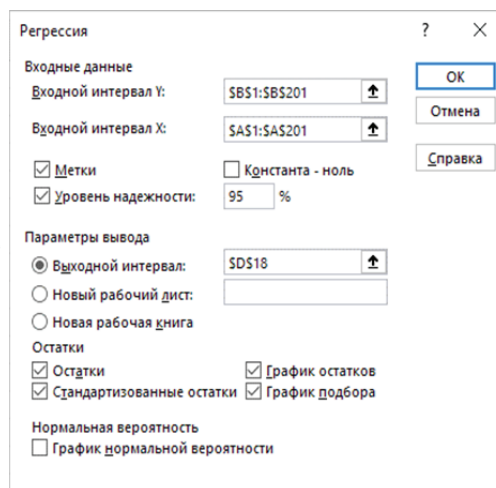 Регрессия ? ×
Входные данные
Входной интервал Y: $B$1:$B$201
Входной интервал X: $A$1:$A$201
Метки Константа - ноль
Уровень надежности: 95 %
ОК
Отмена
Справка
Параметры вывода
Выходной интервал: $D$18
Новый рабочий лист:
Новая рабочая книга
Остатки
Остатки График остатков
Стандартизованные остатки График подбора
Нормальная вероятность
График нормальной вероятности